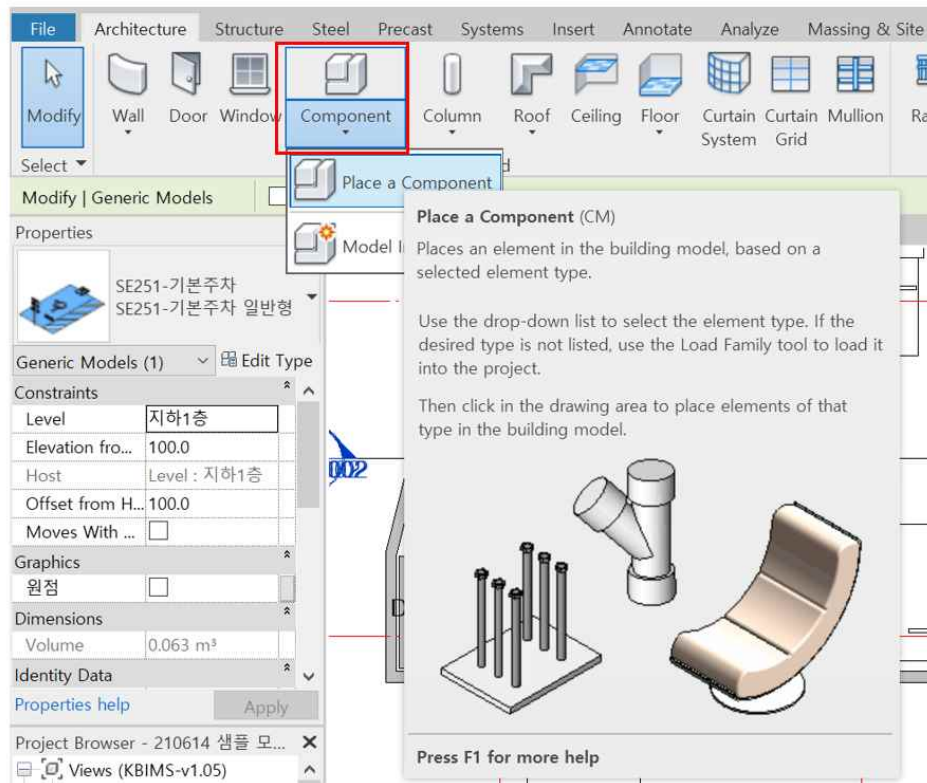 File Architecture Structure Steel Precast Systems Insert Annotate Analyze Massing & Site
Modify Wall Door Window Component Column Roof Ceiling Floor Curtain System Curtain Grid Mullion
Select
Place a Component
Modify | Generic Models
Model
Place a Component (CM)
Places an element in the building model, based on a
selected element type.
Use the drop-down list to select the element type. If the
desired type is not listed, use the Load Family tool to load it
into the project.
Then click in the drawing area to place elements of that
type in the building model.
Press F1 for more help
Properties
SE251-기본주차
SE251-기본주차 일반형
Generic Models (1) Edit Type
Constraints
Level 지하1층
Elevation fro... 100.0
Host Level : 지하1층
Offset from H... 100.0
Moves With ...
Graphics
원점
Dimensions
Volume 0.063 m³
Identity Data
Properties help Apply
Project Browser - 210614 샘플 모...
Views (KBIMS-v1.05)